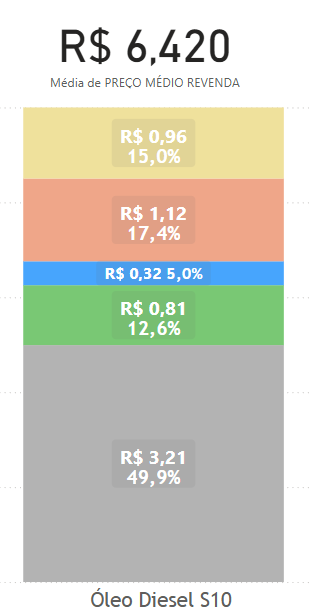 R$ 6,420
Média de PREÇO MÉDIO REVENDA
R$ 0,96
15,0%
R$ 1,12
17,4%
R$ 0,32 5,0%
R$ 0,81
12,6%
R$ 3,21
49,9%
Óleo Diesel S10